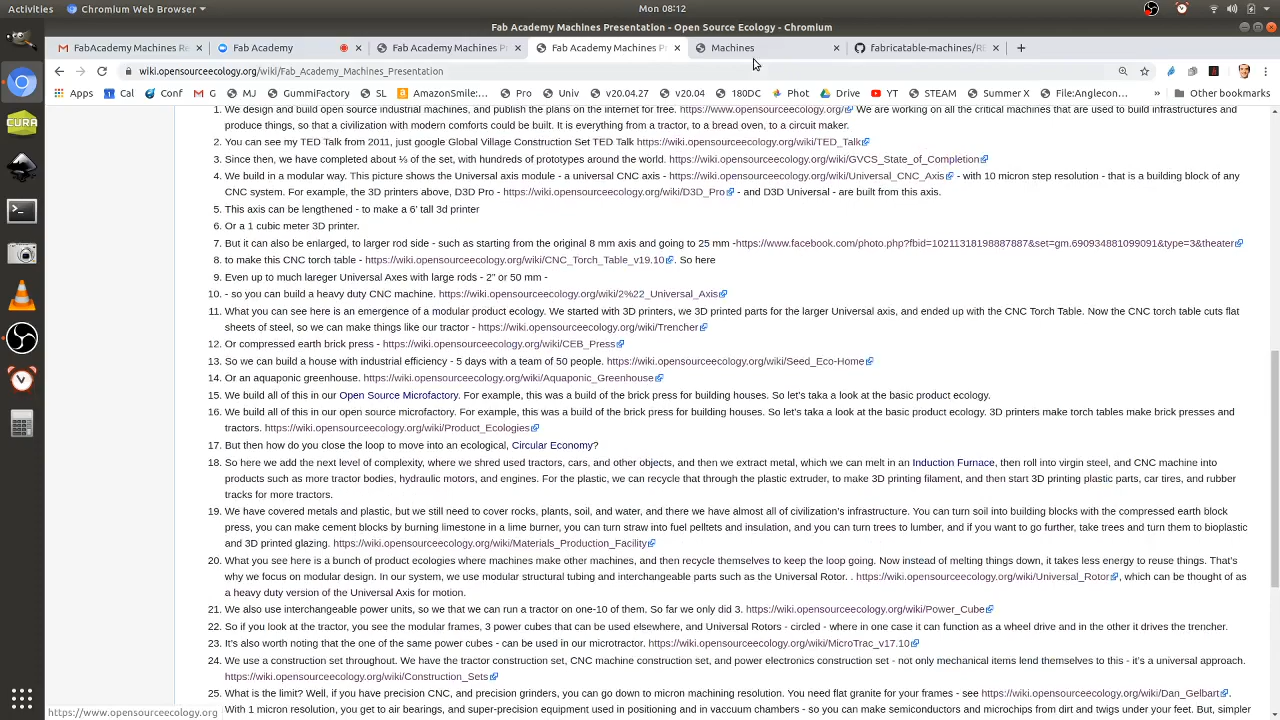 Activities
Chromium Web Browser
Mon 08:12
Fab Academy Machines Presentation - Open Source Ecology - Chromium
FabAcademy Machines Re
Fab Academy
Fab Academy Machines P
Fab Academy Machines P
Machines
fabricatable-machines/RE
wiki.opensourceecology.org/wiki/Fab_Academy_Machines_Presentation
Apps
Cal
Conf
G
MJ
GummiFactory
SL
AmazonSmile:...
Pro
Univ
v20.04.27
v20.04
180DC
Phot
Drive
YT
STEAM
Summer X
File:Anglecon...
»
Other bookmarks
1. We design and build open source industrial machines, and publish the plans on the internet for free. https://www.opensourceecology.org/ We are working on all the critical machines that are used to build infrastructures and
produce things, so that a civilization with modern comforts could be built. It is everything from a tractor, to a bread oven, to a circuit maker.
2. You can see my TED Talk from 2011, just google Global Village Construction Set TED Talk https://wiki.opensourceecology.org/wiki/TED_Talk
3. Since then, we have completed about ⅓ of the set, with hundreds of prototypes around the world. https://wiki.opensourceecology.org/wiki/GVCS_State_of_Completion
4. We build in a modular way. This picture shows the Universal axis module - a universal CNC axis - https://wiki.opensourceecology.org/wiki/Universal_CNC_Axis - with 10 micron step resolution - that is a building block of any
CNC system. For example, the 3D printers above, D3D Pro - https://wiki.opensourceecology.org/wiki/D3D_Pro - and D3D Universal - are built from this axis.
5. This axis can be lengthened - to make a 6' tall 3d printer
6. Or a 1 cubic meter 3D printer.
7. But it can also be enlarged, to larger rod side - such as starting from the original 8 mm axis and going to 25 mm -https://www.facebook.com/photo.php?fbid=10211318198887887&set=gm.690934881099091&type=3&theater
8. to make this CNC torch table - https://wiki.opensourceecology.org/wiki/CNC_Torch_Table_v19.10. So here
9. Even up to much lareger Universal Axes with large rods - 2" or 50 mm -
10. - so you can build a heavy duty CNC machine. https://wiki.opensourceecology.org/wiki/2%22_Universal_Axis
11. What you can see here is an emergence of a modular product ecology. We started with 3D printers, we 3D printed parts for the larger Universal axis, and ended up with the CNC Torch Table. Now the CNC torch table cuts flat
sheets of steel, so we can make things like our tractor - https://wiki.opensourceecology.org/wiki/Trencher
12. Or compressed earth brick press - https://wiki.opensourceecology.org/wiki/CEB_Press
13. So we can build a house with industrial efficiency - 5 days with a team of 50 people. https://wiki.opensourceecology.org/wiki/Seed_Eco-Home
14. Or an aquaponic greenhouse. https://wiki.opensourceecology.org/wiki/Aquaponic_Greenhouse
15. We build all of this in our Open Source Microfactory. For example, this was a build of the brick press for building houses. So let's taka a look at the basic product ecology.
16. We build all of this in our open source microfactory. For example, this was a build of the brick press for building houses. So let's taka a look at the basic product ecology. 3D printers make torch tables make brick presses and
tractors. https://wiki.opensourceecology.org/wiki/Product_Ecologies
17. But then how do you close the loop to move into an ecological, Circular Economy?
18. So here we add the next level of complexity, where we shred used tractors, cars, and other objects, and then we extract metal, which we can melt in an Induction Furnace, then roll into virgin steel, and CNC machine into
products such as more tractor bodies, hydraulic motors, and engines. For the plastic, we can recycle that through the plastic extruder, to make 3D printing filament, and then start 3D printing plastic parts, car tires, and rubber
tracks for more tractors.
19. We have covered metals and plastic, but we still need to cover rocks, plants, soil, and water, and there we have almost all of civilization's infrastructure. You can turn soil into building blocks with the compressed earth block
press, you can make cement blocks by burning limestone in a lime burner, you can turn straw into fuel pelltets and insulation, and you can turn trees to lumber, and if you want to go further, take trees and turn them to bioplastic
and 3D printed glazing. https://wiki.opensourceecology.org/wiki/Materials_Production_Facility
20. What you see here is a bunch of product ecologies where machines make other machines, and then recycle themselves to keep the loop going. Now instead of melting things down, it takes less energy to reuse things. That's
why we focus on modular design. In our system, we use modular structural tubing and interchangeable parts such as the Universal Rotor. . https://wiki.opensourceecology.org/wiki/Universal_Rotor, which can be thought of as
a heavy duty version of the Universal Axis for motion.
21. We also use interchangeable power units, so we that we can run a tractor on one-10 of them. So far we only did 3. https://wiki.opensourceecology.org/wiki/Power_Cube
22. So if you look at the tractor, you see the modular frames, 3 power cubes that can be used elsewhere, and Universal Rotors - circled - where in one case it can function as a wheel drive and in the other it drives the trencher.
23. It's also worth noting that the one of the same power cubes - can be used in our microtractor. https://wiki.opensourceecology.org/wiki/MicroTrac_v17.10
24. We use a construction set throughout. We have the tractor construction set, CNC machine construction set, and power electronics construction set - not only mechanical items lend themselves to this - it's a universal approach.
https://wiki.opensourceecology.org/wiki/Construction_Sets
25. What is the limit? Well, if you have precision CNC, and precision grinders, you can go down to micron machining resolution. You need flat granite for your frames - see https://wiki.opensourceecology.org/wiki/Dan_Gelbart.
With 1 micron resolution, you get to air bearings, and super-precision equipment used in patterning and in vaccum chambers - so you can make semiconductors and microchips from dirt and twigs under your feet. But, simpler
https://www.opensourceecology.org
CURA